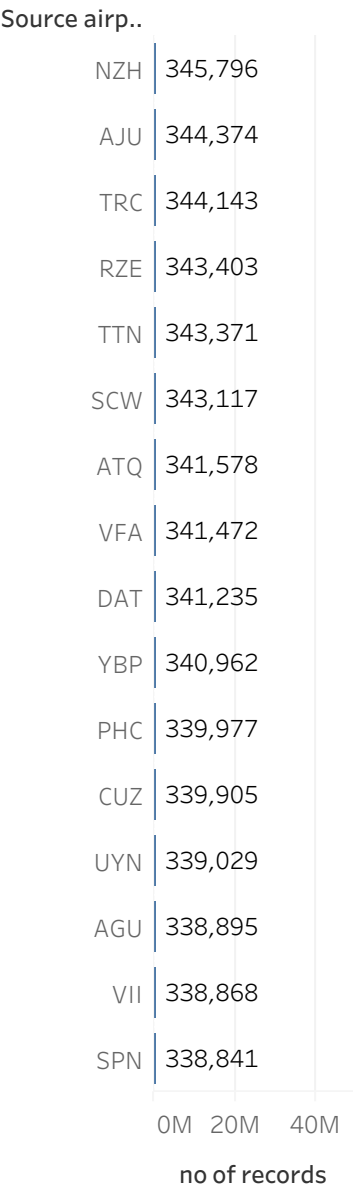 Source airp..
NZH 345,796
AJU 344,374
TRC 344,143
RZE 343,403
TTN 343,371
SCW 343,117
ATQ 341,578
VFA 341,472
DAT 341,235
YBP 340,962
PHC 339,977
CUZ 339,905
UYN 339,029
AGU 338,895
VII 338,868
SPN 338,841
0M 20M 40M
no of records